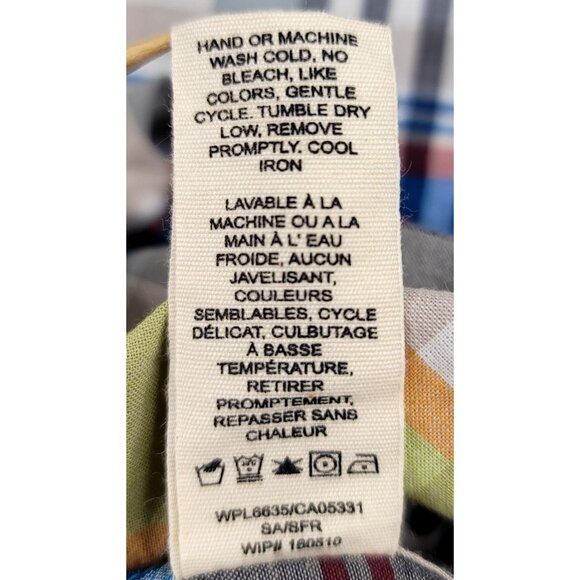 HAND OR MACHINE
WASH COLD, NO
BLEACH, LIKE
COLORS, GENTLE
CYCLE. TUMBLE DRY
LOW, REMOVE
PROMPTLY. COOL
IRON
LAVABLE À LA
MACHINE OU A LA
MAIN À L' EAU
FROIDE, AUCUN
JAVELISANT,
COULEURS
SEMBLABLES, CYCLE
DÉLICAT, CULBUTAGE
À BASSE
TEMPÉRATURE,
RETIRER
PROMPTEMENT,
REPASSER SANS
CHALEUR
WPL6635/CA05331
SA/SFR
WIP# 180510